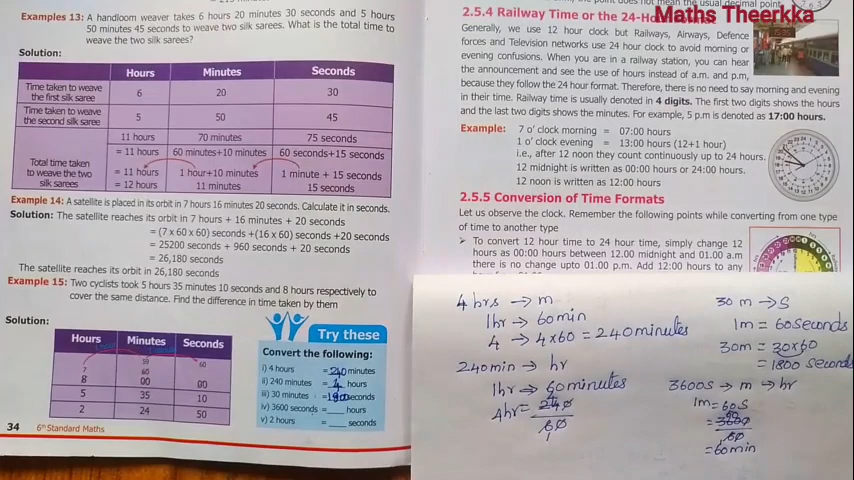 Examples 13: A handloom weaver takes 6 hours 20 minutes 30 seconds and 5 hours
50 minutes 45 seconds to weave two silk sarees. What is the total time to
weave the two silk sarees?
Solution:
Hours Minutes Seconds
Time taken to weave the first silk saree 6 20 30
Time taken to weave the second silk saree 5 50 45
11 hours 70 minutes 75 seconds
= 11 hours 60 minutes+10 minutes 60 seconds+15 seconds
Total time taken to weave the two silk sarees
= 11 hours 1 hour+10 minutes 1 minute + 15 seconds
= 12 hours 11 minutes 15 seconds
Example 14: A satellite is placed in its orbit in 7 hours 16 minutes 20 seconds. Calculate it in seconds.
Solution: The satellite reaches its orbit in 7 hours + 16 minutes + 20 seconds
= (7 x 60 x 60) seconds +(16 x 60) seconds +20 seconds
= 25200 seconds + 960 seconds + 20 seconds
= 26,180 seconds
The satellite reaches its orbit in 26,180 seconds
Example 15: Two cyclists took 5 hours 35 minutes 10 seconds and 8 hours respectively to
cover the same distance. Find the difference in time taken by them
Solution:
Hours Minutes Seconds
59
7 60 60
8 00 00
5 35 10
2 24 50
Try these
Convert the following:
i) 4 hours = 240 minutes
ii) 240 minutes = 4 hours
iii) 30 minutes = 1800 seconds
iv) 3600 seconds = ___ hours
v) 2 hours = ___ seconds
34 6th Standard Maths
Maths Theerkka
2.5.4 Railway Time or the 24-Ho
Generally, we use 12 hour clock but Railways, Airways, Defence
forces and Television networks use 24 hour clock to avoid morning or
evening confusions. When you are in a railway station, you can hear
the announcement and see the use of hours instead of a.m. and p.m,
because they follow the 24 hour format. Therefore, there is no need to say morning and evening
in their time. Railway time is usually denoted in 4 digits. The first two digits shows the hours
and the last two digits shows the minutes. For example, 5 p.m is denoted as 17:00 hours.
Example: 7 o' clock morning = 07:00 hours
1 o' clock evening = 13:00 hours (12+1 hour)
i.e., after 12 noon they count continuously up to 24 hours.
12 midnight is written as 00:00 hours or 24:00 hours.
12 noon is written as 12:00 hours
2.5.5 Conversion of Time Formats
Let us observe the clock. Remember the following points while converting from one type
of time to another type
➢ To convert 12 hour time to 24 hour time, simply change 12
hours as 00:00 hours between 12.00 midnight and 01.00 a.m
there is no change upto 01.00 p.m. Add 12:00 hours to any
4 hrs → m
1hr → 60min
4 → 4×60 = 240minutes
240min → hr
1hr → 60minutes
4hr = 240
60
30 m → S
1m = 60seconds
30m = 30×60
= 1800 seconds
3600S → m → hr
1m = 60S
= 3600
60
= 60min